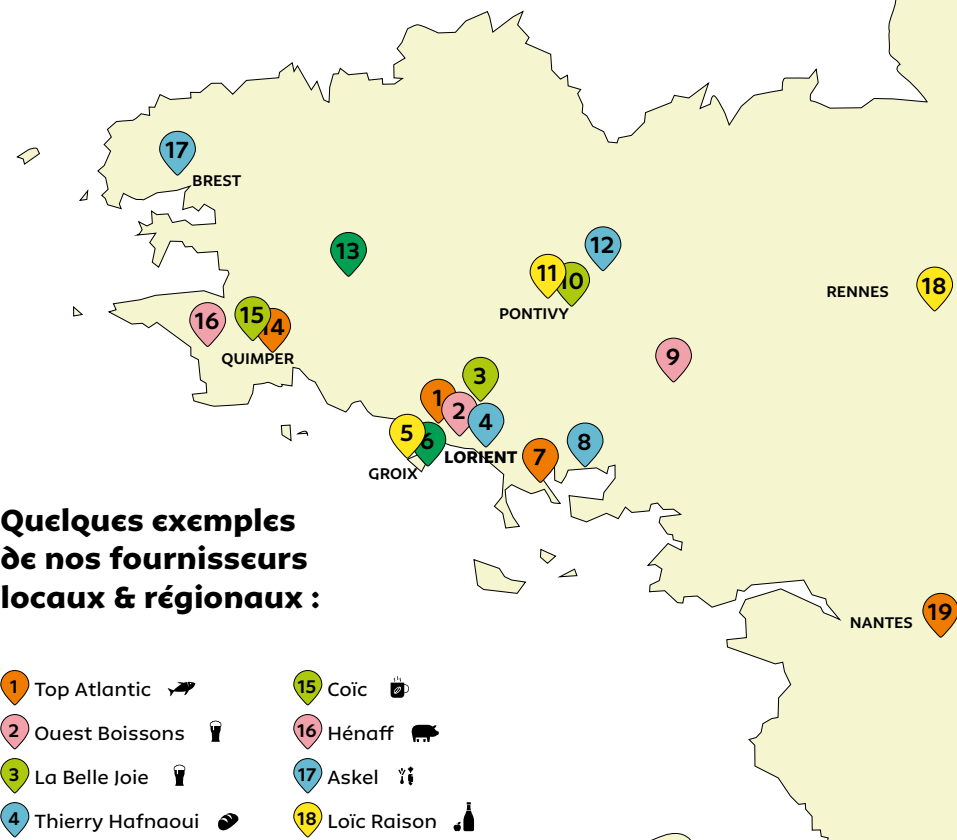 17
BREST
13
12
11
10
PONTIVY
RENNES
18
16
15
14
QUIMPER
9
3
1
2
4
5
6
LORIENT
7
8
GROIX
Quelques exemples
de nos fournisseurs
locaux & régionaux :
NANTES
19
1 Top Atlantic
2 Ouest Boissons
3 La Belle Joie
4 Thierry Hafnaoui
15 Coïc
16 Hénaff
17 Askel
18 Loïc Raison